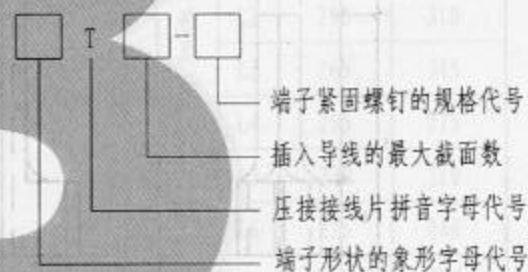 T -
端子紧固螺钉的规格代号
插入导线的最大截面数
压接接线片拼音字母代号
端子形状的象形字母代号